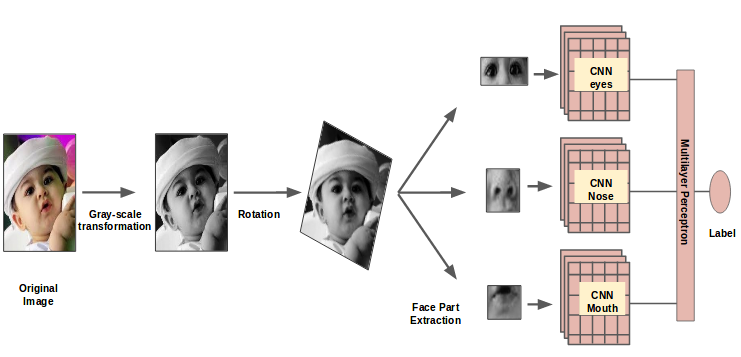 Original
Image
Gray-scale
transformation
Rotation
Face Part
Extraction
CNN
eyes
CNN
Nose
CNN
Mouth
Multilayer Perceptron
Label